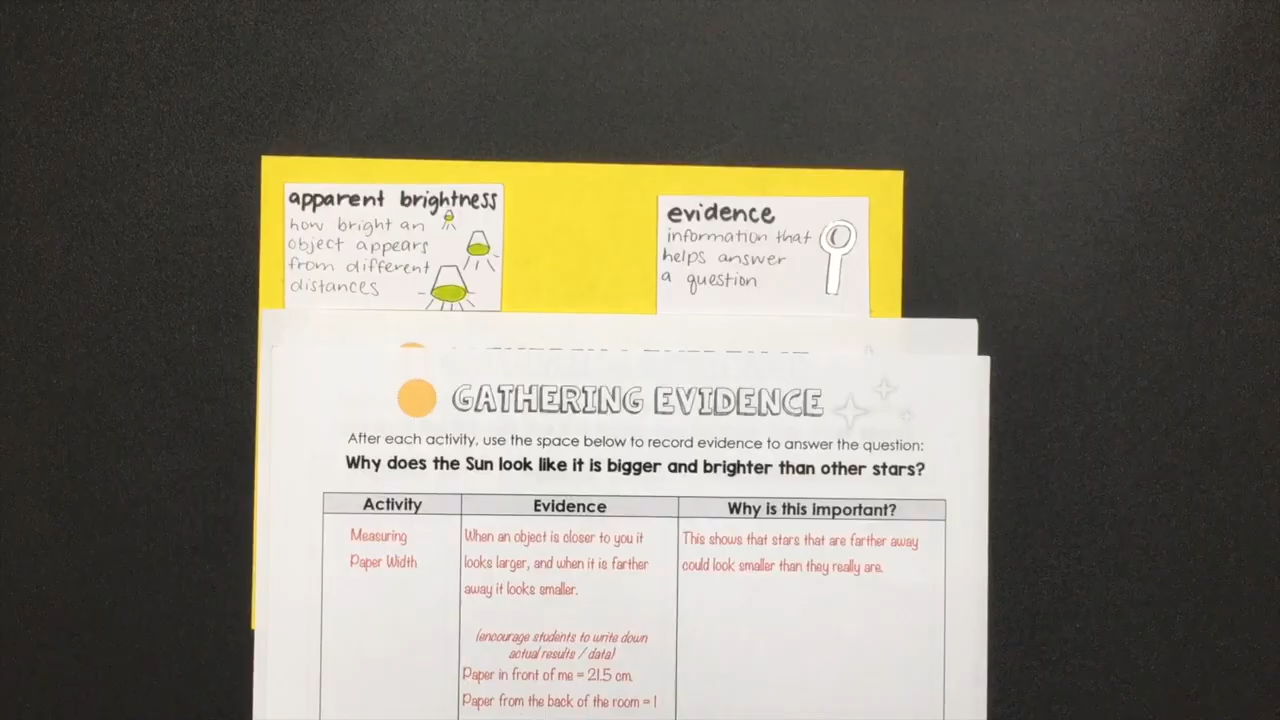 apparent brightness
how bright an
object appears
from different
distances
evidence
information that
helps answer
a question
GATHERING EVIDENCE
After each activity, use the space below to record evidence to answer the question:
Why does the Sun look like it is bigger and brighter than other stars?
Activity
Evidence
Why is this important?
Measuring
Paper Width
When an object is closer to you it
looks larger, and when it is farther
away it looks smaller.
(encourage students to write down
actual results / data)
Paper in front of me = 21.5 cm
Paper from the back of the room = 1
This shows that stars that are farther away
could look smaller than they really are.